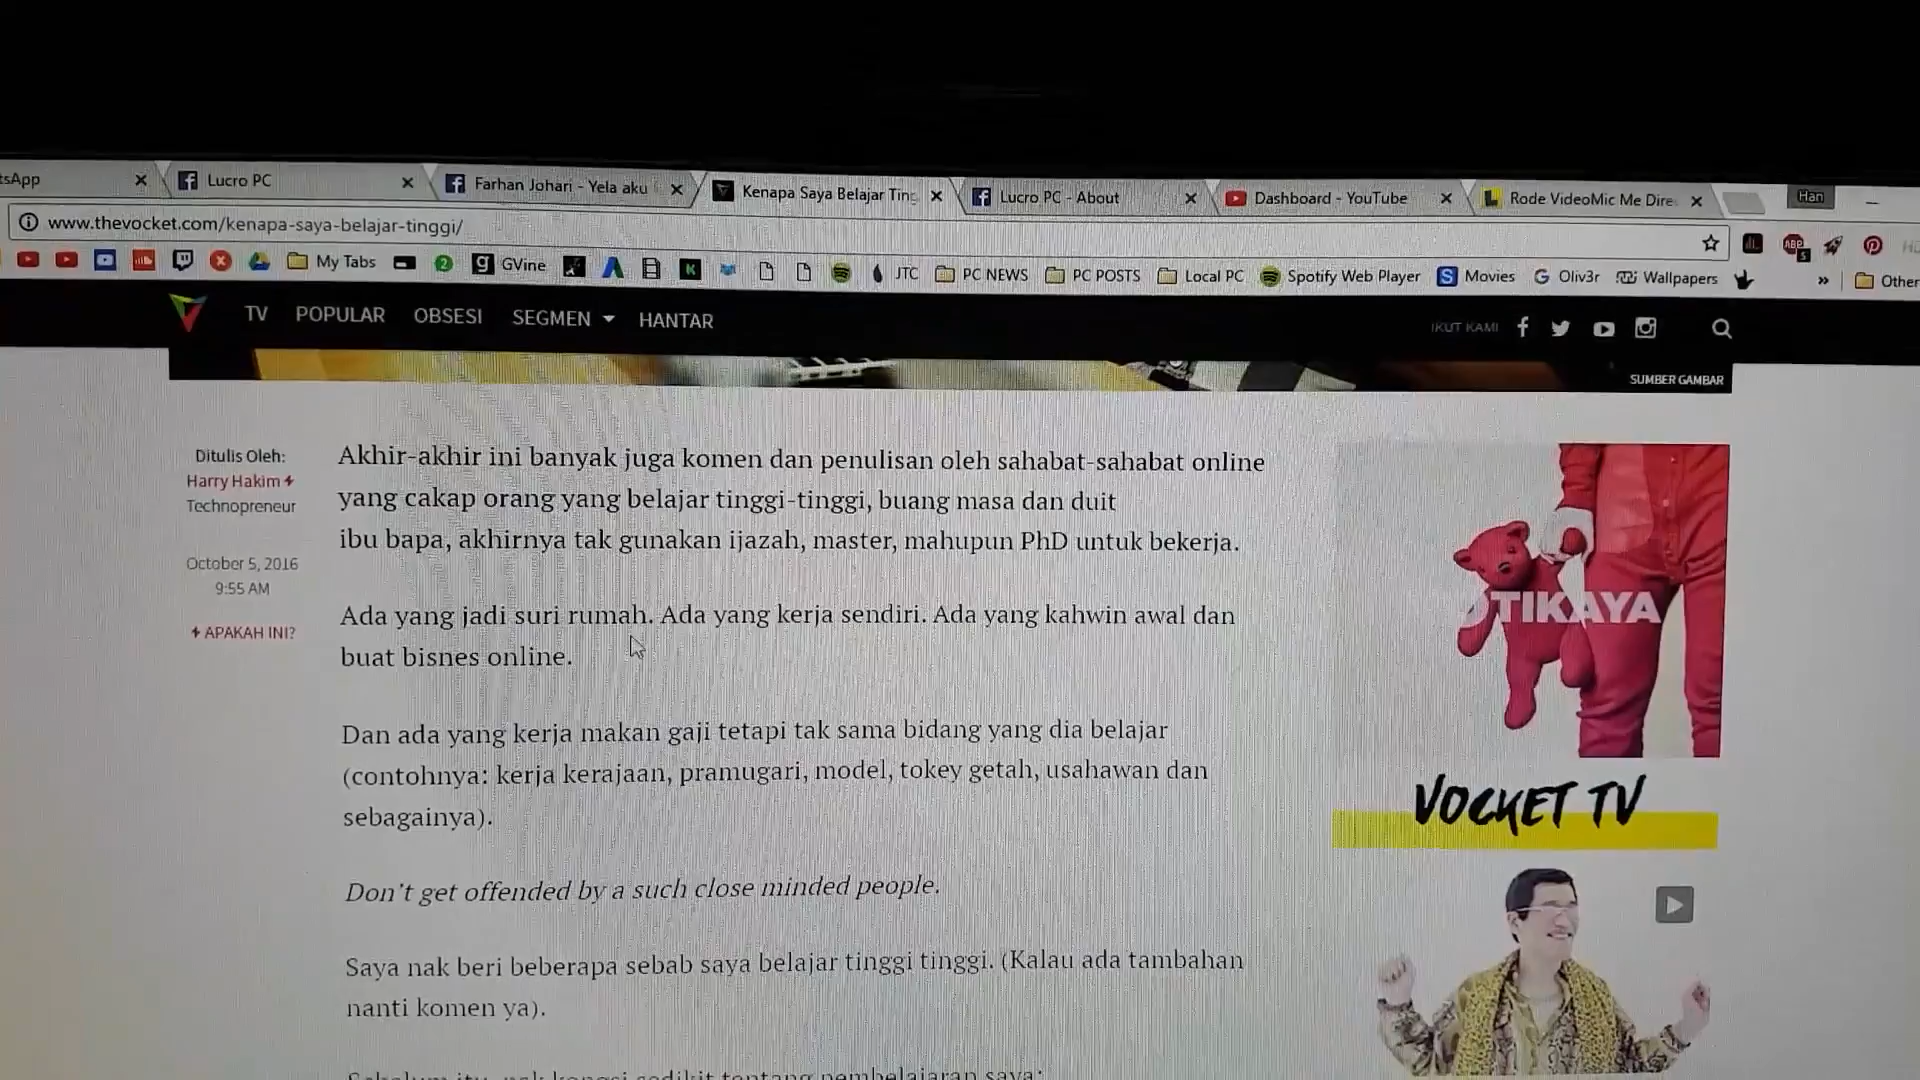 tsApp
Lucro PC
Farhan Johari - Yela aku
Kenapa Saya Belajar Ting
Lucro PC - About
Dashboard - YouTube
Rode VideoMic Me Dire
Han
www.thevocket.com/kenapa-saya-belajar-tinggi/
ABP
5
My Tabs
2
GVine
JTC
PC NEWS
PC POSTS
Local PC
Spotify Web Player
Movies
Oliv3r
Wallpapers
»
Other
TV
POPULAR
OBSESI
SEGMEN
HANTAR
IKUT KAMI
SUMBER GAMBAR
Ditulis Oleh:
Harry Hakim
Technopreneur
October 5, 2016
9:55 AM
APAKAH INI?
Akhir-akhir ini banyak juga komen dan penulisan oleh sahabat-sahabat online
yang cakap orang yang belajar tinggi-tinggi, buang masa dan duit
ibu bapa, akhirnya tak gunakan ijazah, master, mahupun PhD untuk bekerja.
Ada yang jadi suri rumah. Ada yang kerja sendiri. Ada yang kahwin awal dan
buat bisnes online.
Dan ada yang kerja makan gaji tetapi tak sama bidang yang dia belajar
(contohnya: kerja kerajaan, pramugari, model, tokey getah, usahawan dan
sebagainya).
Don't get offended by a such close minded people.
Saya nak beri beberapa sebab saya belajar tinggi tinggi. (Kalau ada tambahan
nanti komen ya).
TIKAYA
VOCKET TV